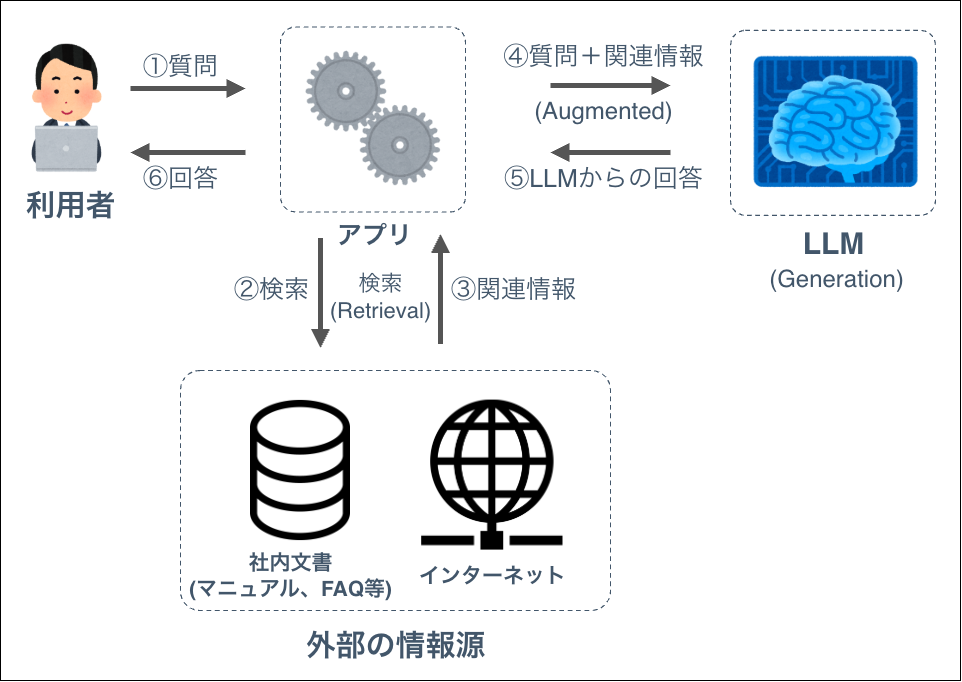 ①質問
⑥回答
利用者
アプリ
④質問＋関連情報
(Augmented)
⑤LLMからの回答
LLM
(Generation)
②検索
検索
(Retrieval)
③関連情報
社内文書
(マニュアル、FAQ等)
インターネット
外部の情報源